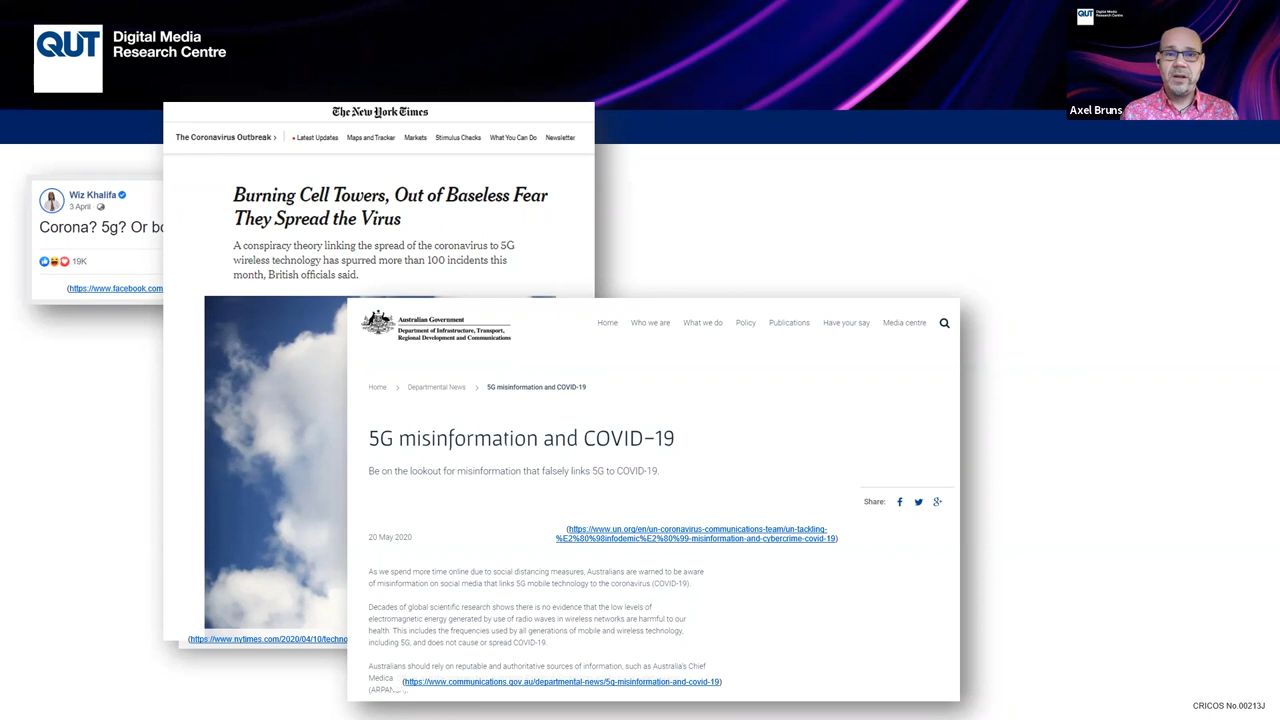 QUT
Digital Media
Research Centre
QUT
Digital Media
Research Centre
Axel Bruns
Wiz Khalifa
3 April
Corona? 5g? Or bo
19K
(https://www.facebook.com
The New York Times
The Coronavirus Outbreak >
Latest Updates Maps and Tracker Markets Stimulus Checks What You Can Do Newsletter
Burning Cell Towers, Out of Baseless Fear
They Spread the Virus
A conspiracy theory linking the spread of the coronavirus to 5G
wireless technology has spurred more than 100 incidents this
month, British officials said.
(https://www.nytimes.com/2020/04/10/techno
Australian Government
Department of Infrastructure, Transport,
Regional Development and Communications
Home Who we are What we do Policy Publications Have your say Media centre
Home > Departmental News > 5G misinformation and COVID-19
5G misinformation and COVID-19
Be on the lookout for misinformation that falsely links 5G to COVID-19.
Share:
20 May 2020
(https://www.un.org/en/un-coronavirus-communications-team/un-tackling-
%E2%80%98infodemic%E2%80%99-misinformation-and-cybercrime-covid-19)
As we spend more time online due to social distancing measures, Australians are warned to be aware
of misinformation on social media that links 5G mobile technology to the coronavirus (COVID-19).
Decades of global scientific research shows there is no evidence that the low levels of
electromagnetic energy generated by use of radio waves in wireless networks are harmful to our
health. This includes the frequencies used by all generations of mobile and wireless technology,
including 5G, and does not cause or spread COVID-19.
Australians should rely on reputable and authoritative sources of information, such as Australia's Chief
Medica
(https://www.communications.gov.au/departmental-news/5g-misinformation-and-covid-19)
CRICOS No.00213J